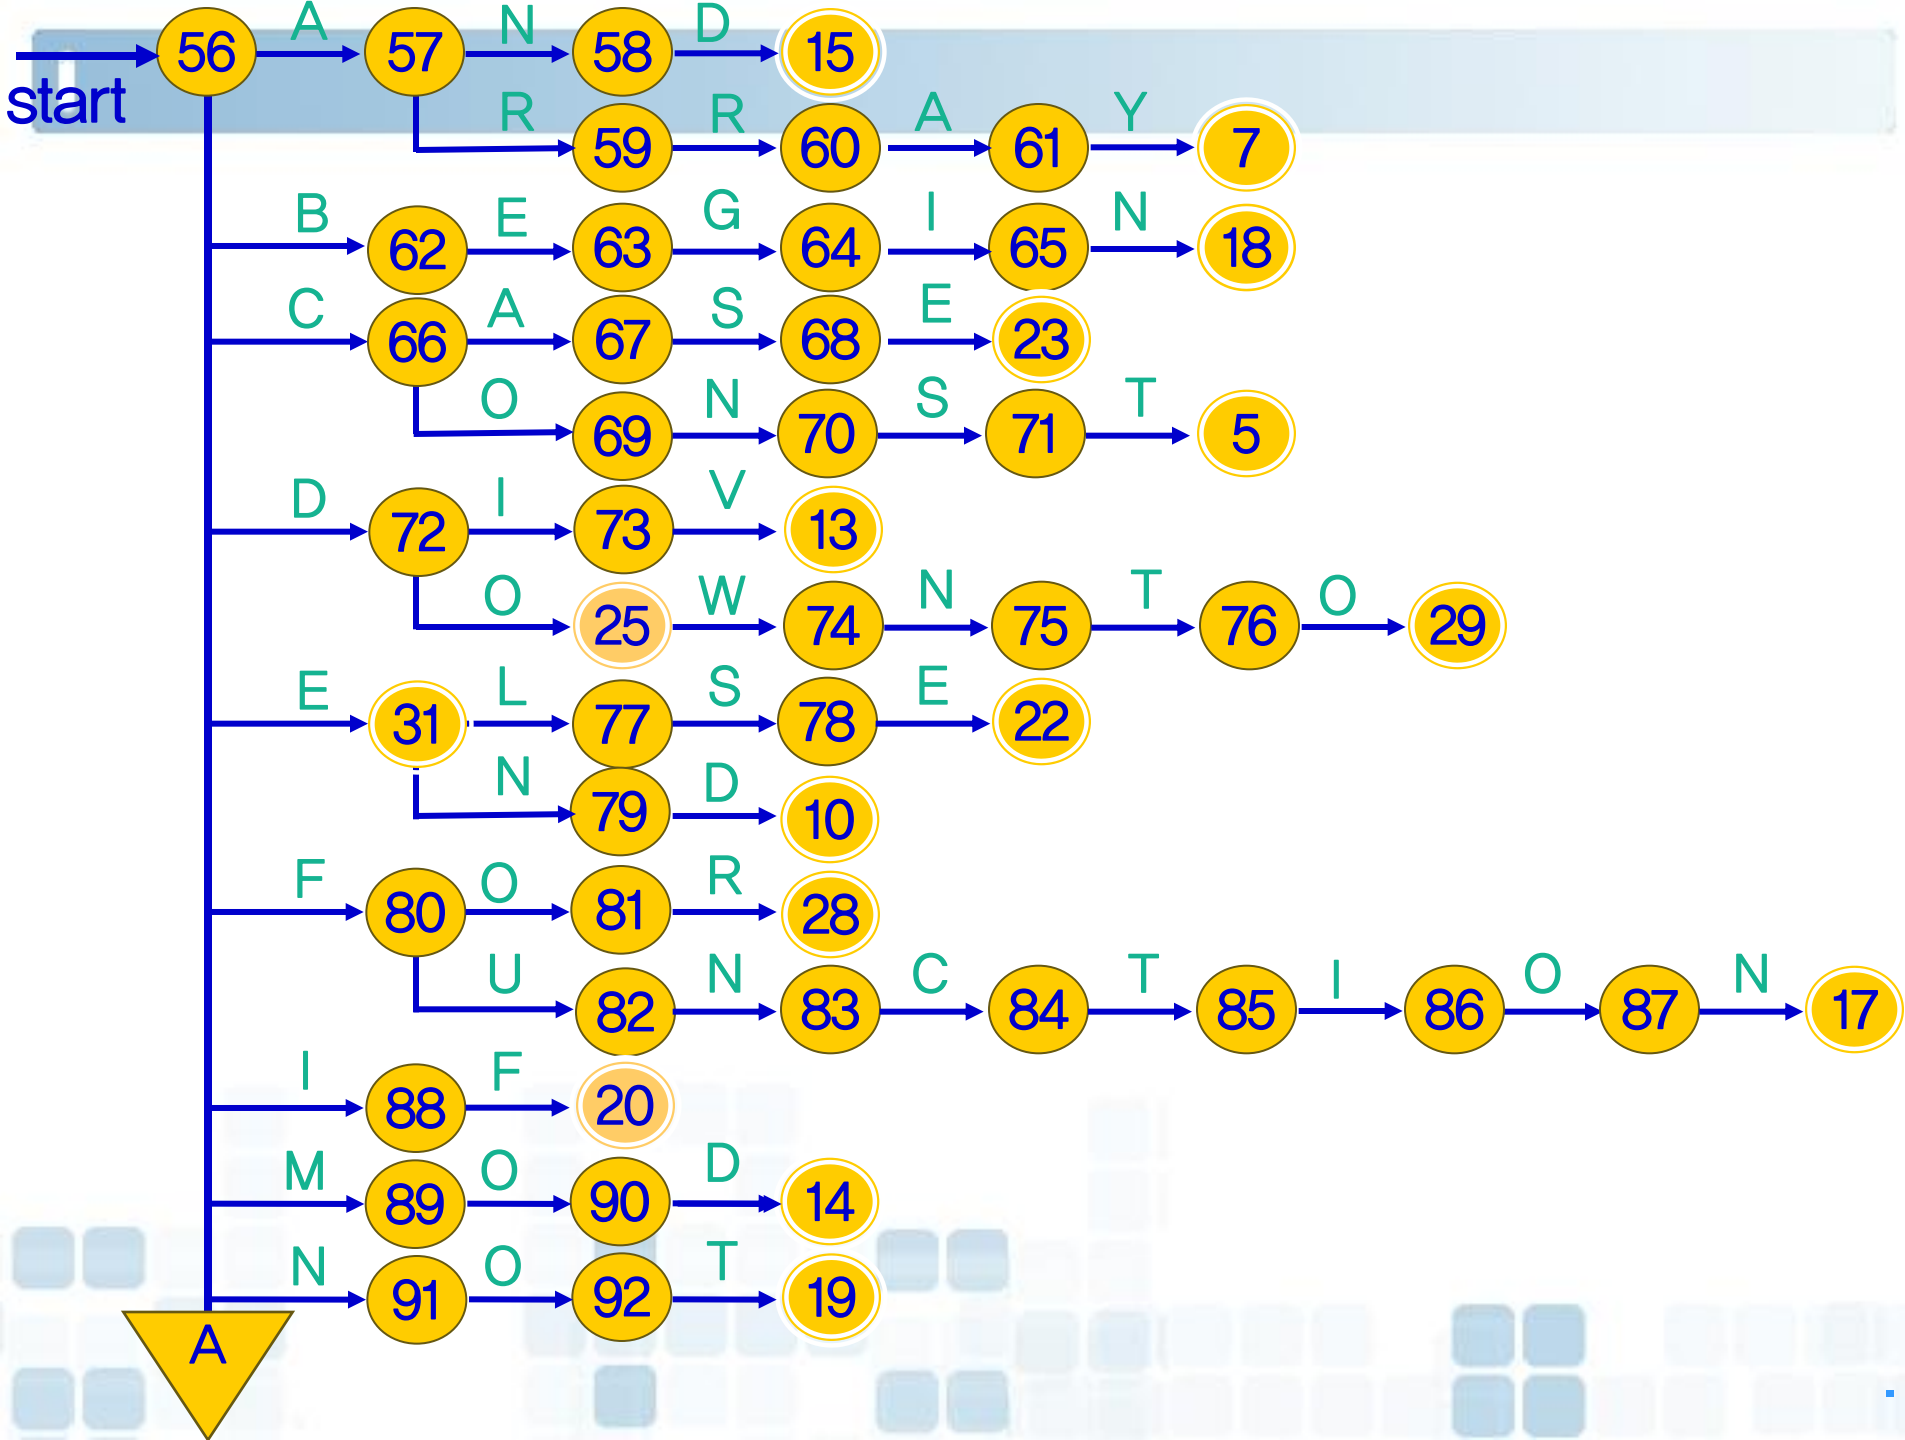 56 A 57 N 58 D 15
start
R 59 R 60 A 61 Y 7
B 62 E 63 G 64 I 65 N 18
C 66 A 67 S 68 E 23
O 69 N 70 S 71 T 5
D 72 I 73 V 13
O 25 W 74 N 75 T 76 O 29
E 31 L 77 S 78 E 22
N 79 D 10
F 80 O 81 R 28
U 82 N 83 C 84 T 85 I 86 O 87 N 17
I 88 F 20
M 89 O 90 D 14
N 91 O 92 T 19
A